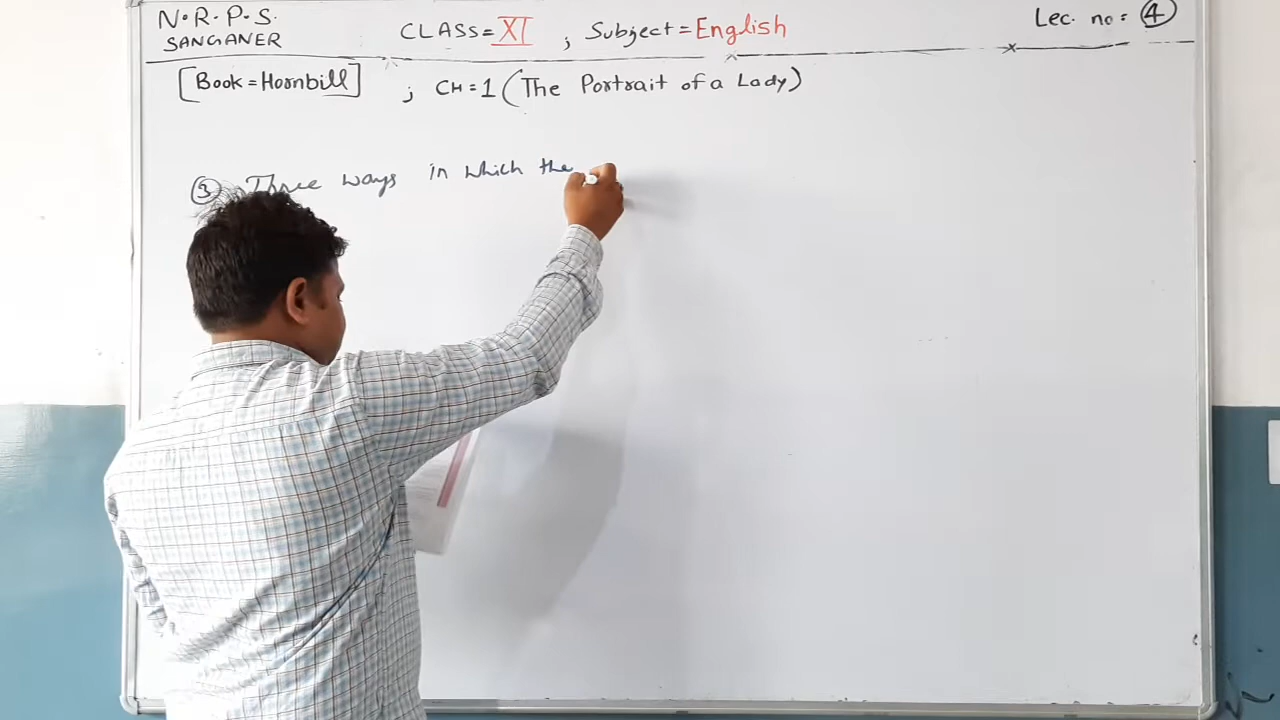 N.R.P.S.
SANGANER
CLASS=XI ; Subject=English
Lec. no: 4
[Book=Hornbill] ; CH=1 (The Portrait of a Lady)
3 Three ways in which the